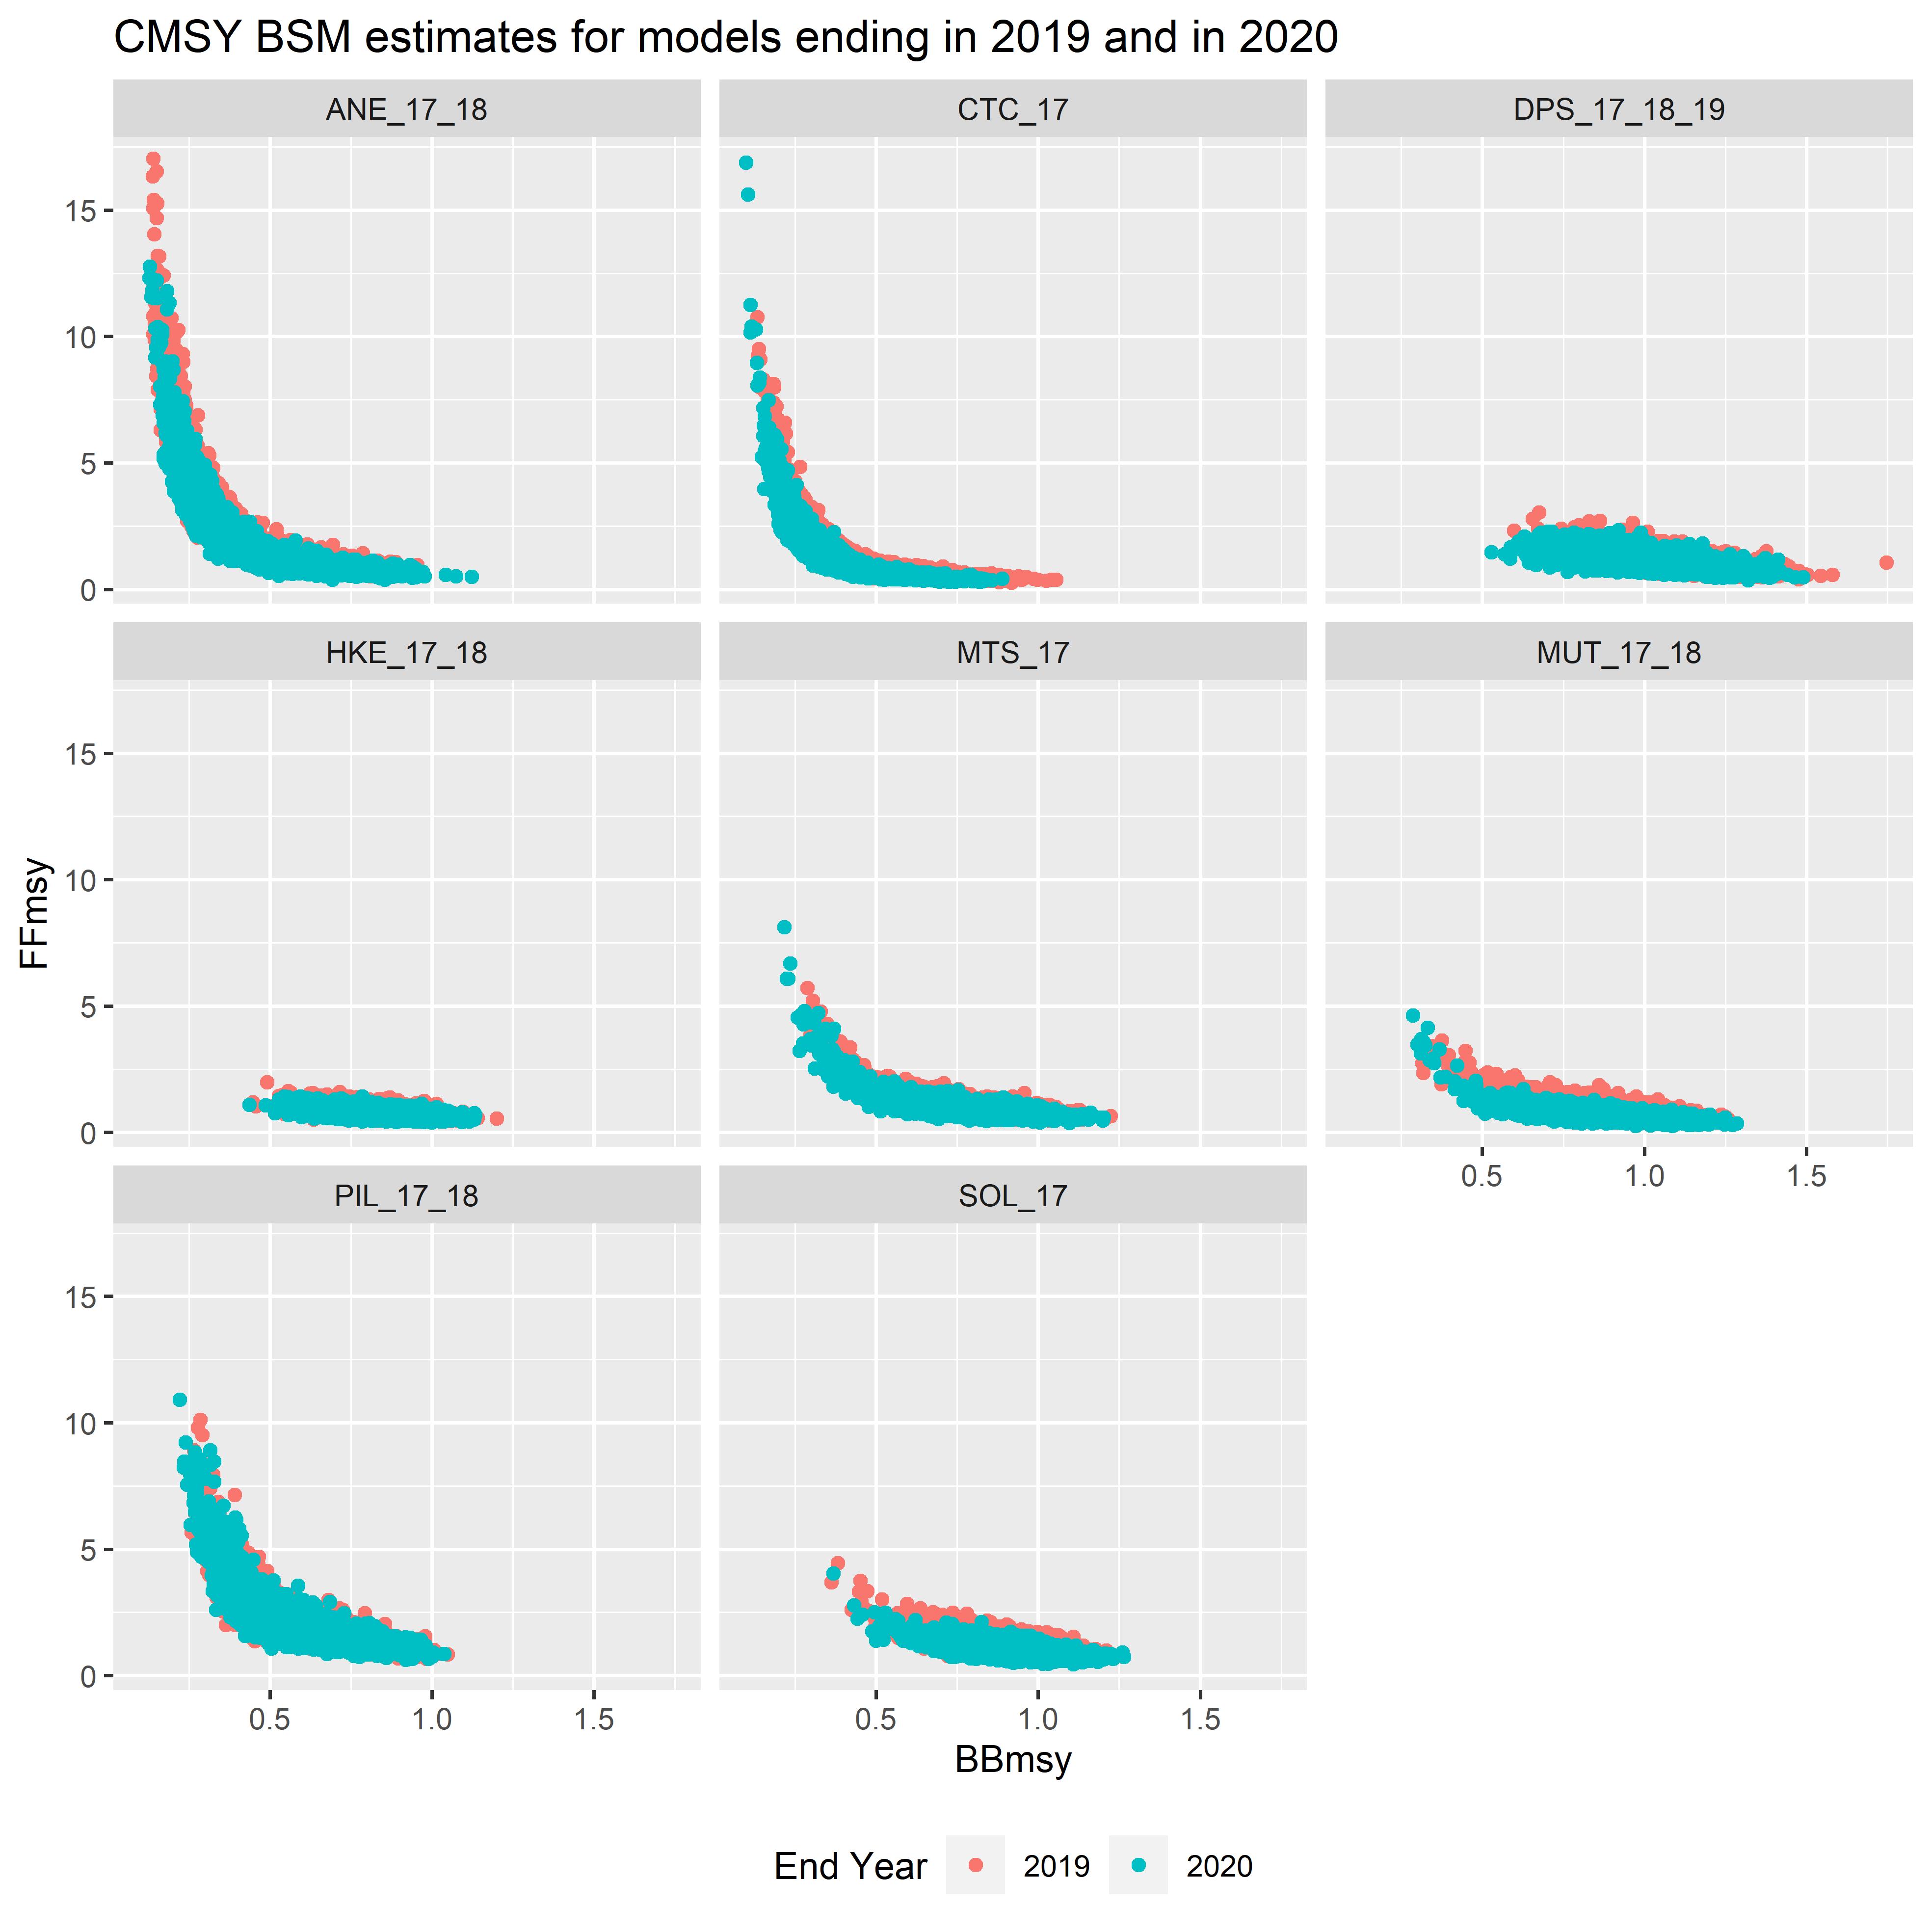 CMSY BSM estimates for models ending in 2019 and in 2020
ANE_17_18 CTC_17 DPS_17_18_19
15
10
5
0
HKE_17_18 MTS_17 MUT_17_18
15
10
5
0
0.5 1.0 1.5
PIL_17_18 SOL_17
15
10
5
0
0.5 1.0 1.5 0.5 1.0 1.5
FFmsy
BBmsy
End Year 2019 2020